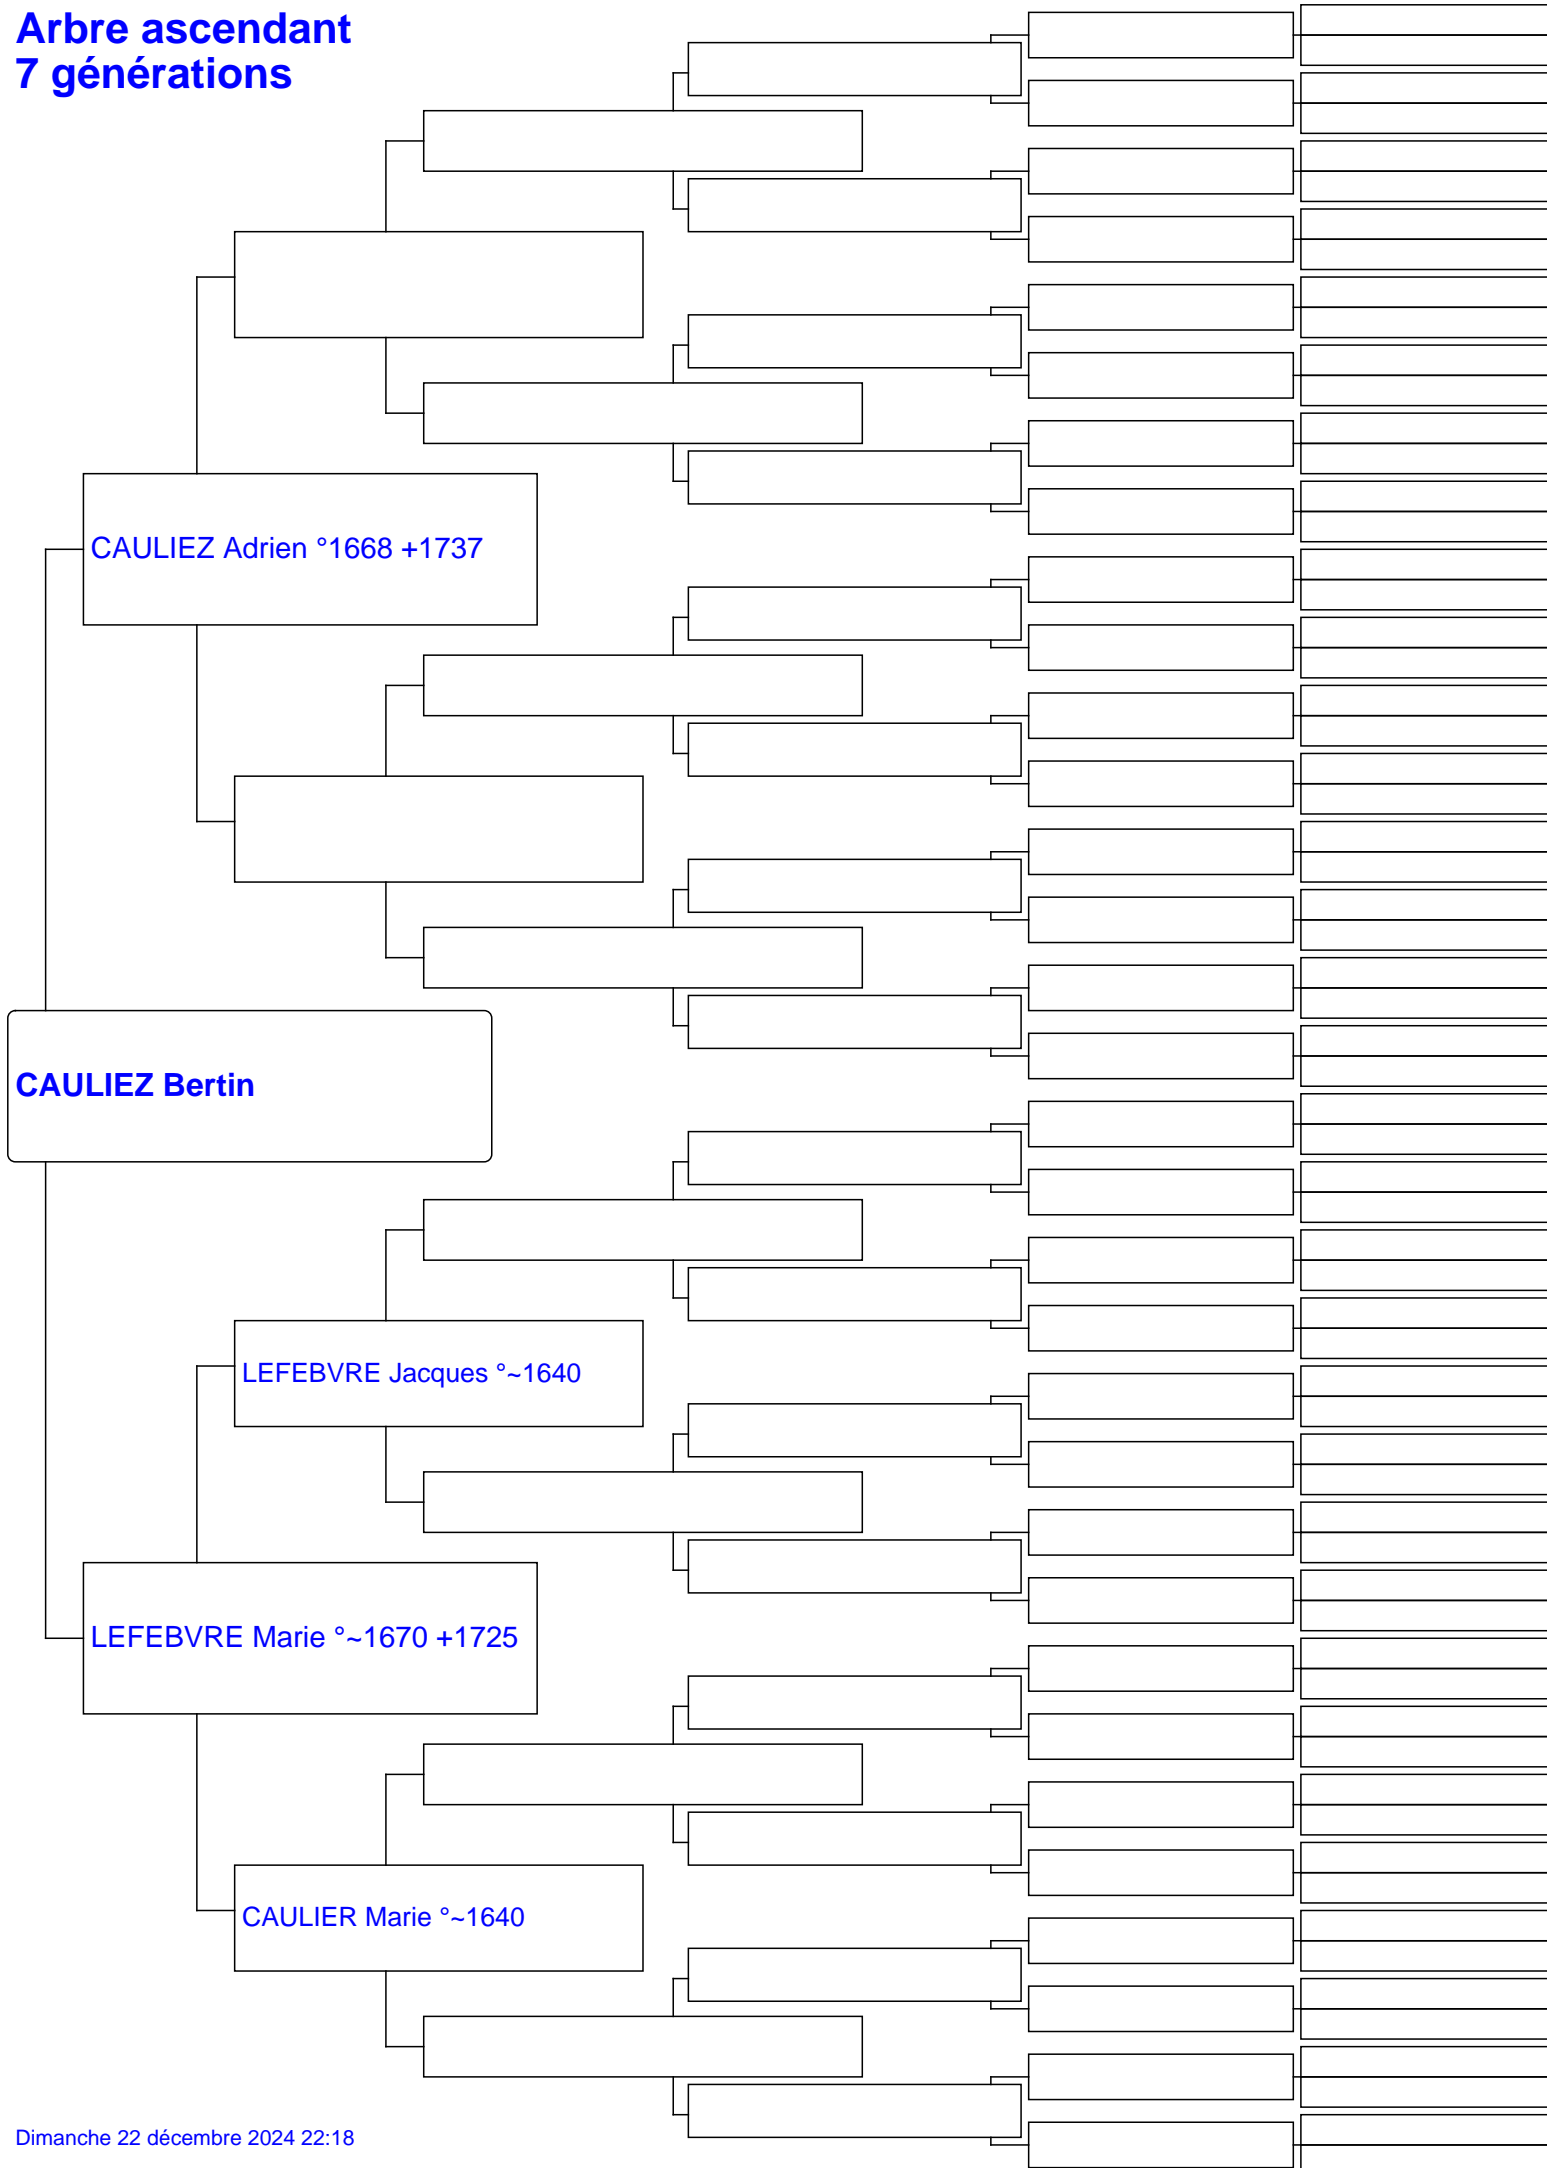 Arbre ascendant
7 générations
CAULIEZ Adrien °1668 +1737
CAULIEZ Bertin
LEFEBVRE Jacques °~1640
LEFEBVRE Marie °~1670 +1725
CAULIER Marie °~1640
Dimanche 22 décembre 2024 22:18